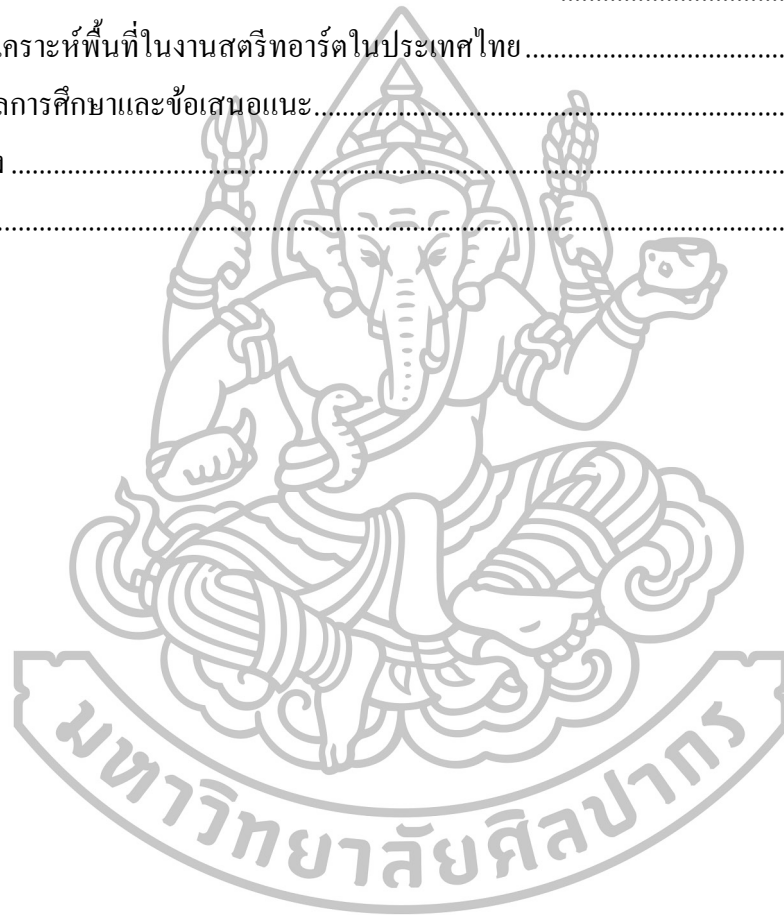 เคราะห์พื้นที่ในงานสตรีทอาร์ตในประเทศไทย
ลการศึกษาและข้อเสนอแนะ
มหาวิทยาลัยศิลปากร